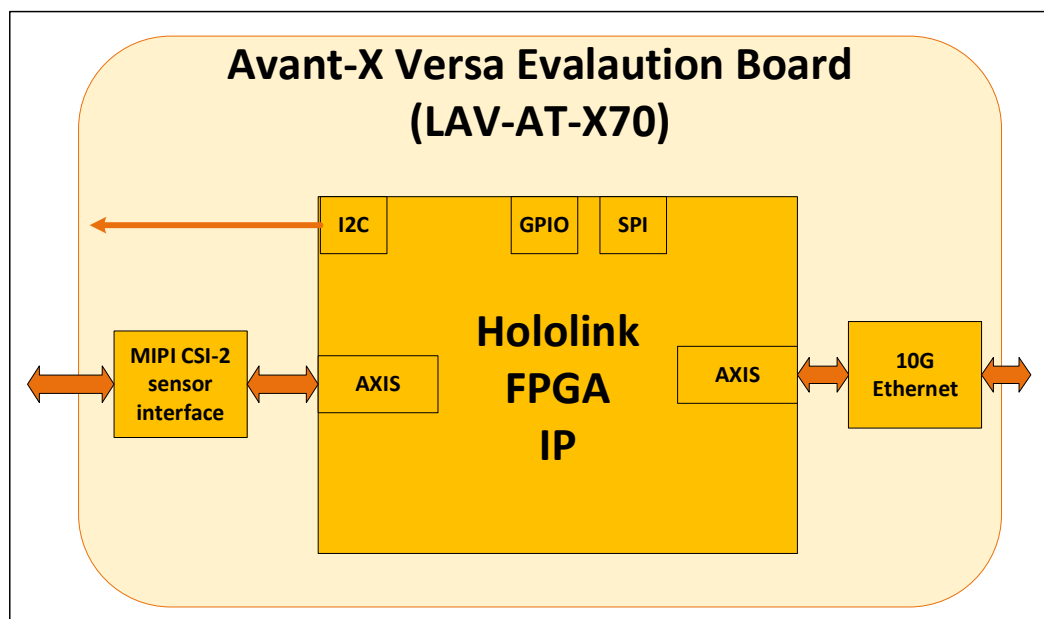 Avant-X Versa Evalaution Board
(LAV-AT-X70)
I2C
GPIO
SPI
Hololink
FPGA
IP
MIPI CSI-2
sensor
interface
AXIS
AXIS
10G
Ethernet